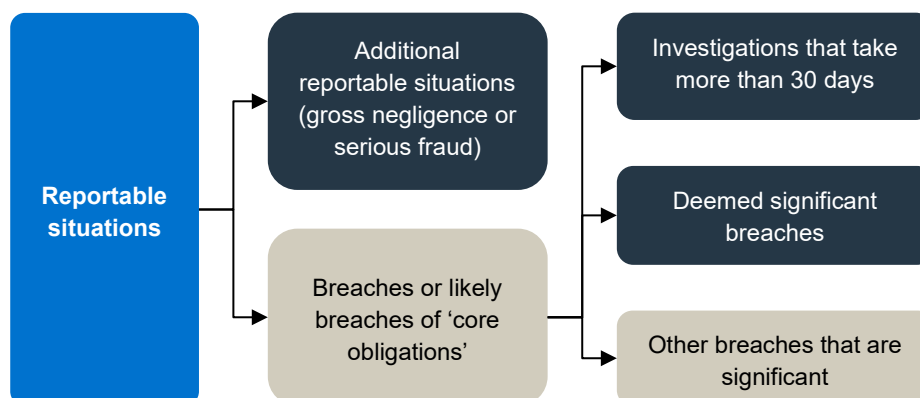 Reportable
situations
Additional
reportable situations
(gross negligence or
serious fraud)
Breaches or likely
breaches of ‘core
obligations’
Investigations that take
more than 30 days
Deemed significant
breaches
Other breaches that are
significant